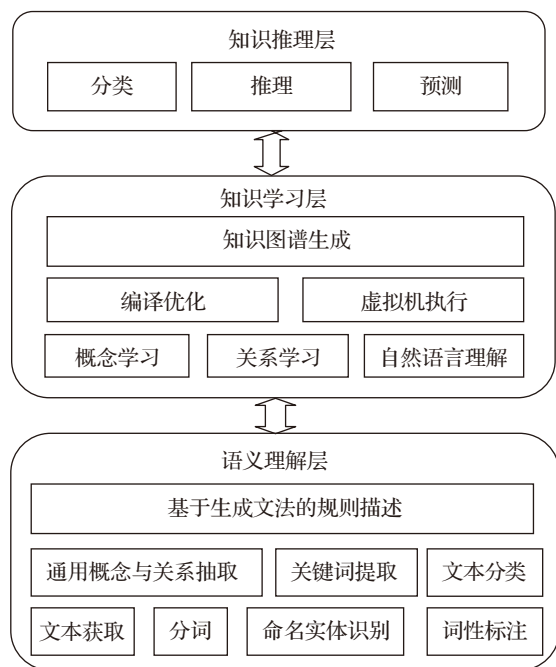 知识推理层
分类 推理 预测
知识学习层
知识图谱生成
编译优化 虚拟机执行
概念学习 关系学习 自然语言理解
语义理解层
基于生成文法的规则描述
通用概念与关系抽取 关键词提取 文本分类
文本获取 分词 命名实体识别 词性标注